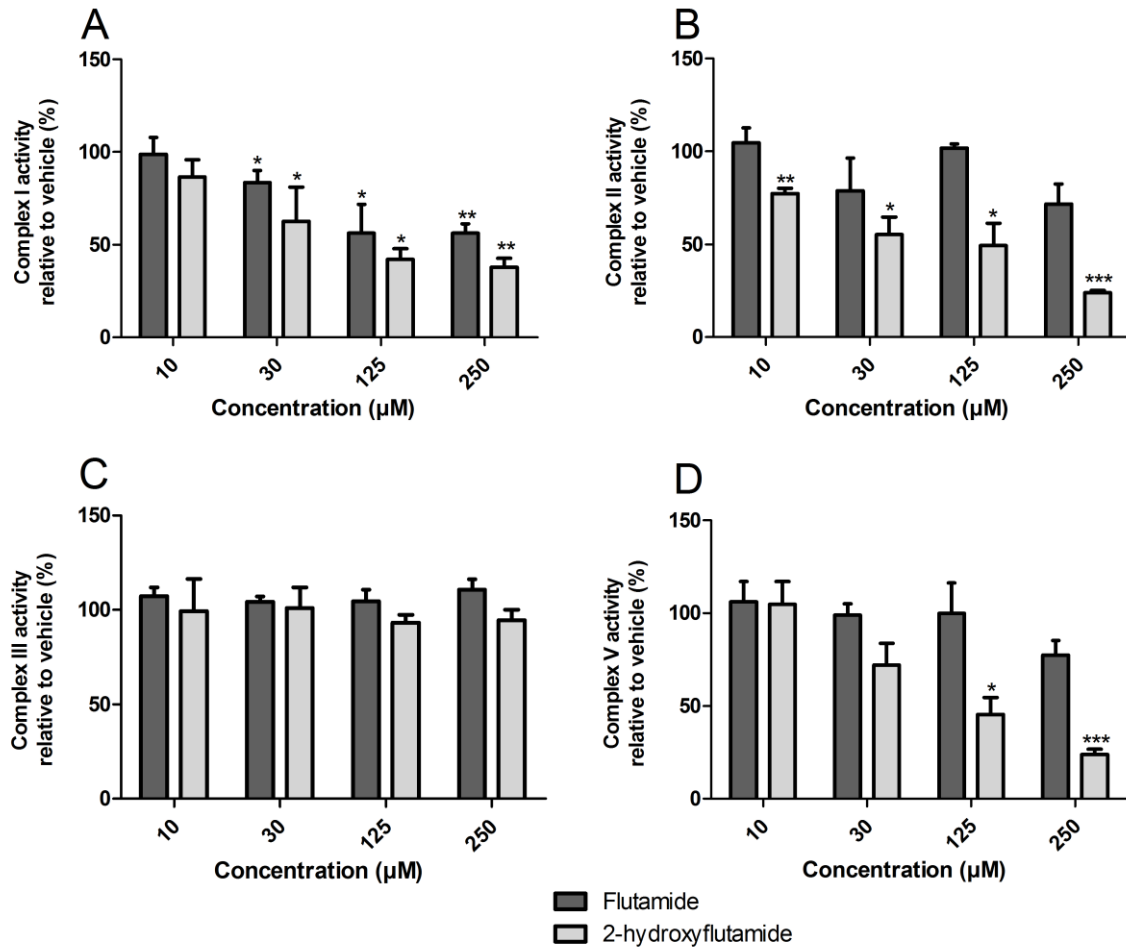 A
Complex I activity
relative to vehicle (%)
150
100
50
0
*
*
*
*
**
**
10
30
125
250
Concentration (µM)
B
Complex II activity
relative to vehicle (%)
150
100
50
0
**
*
*
***
10
30
125
250
Concentration (µM)
C
Complex III activity
relative to vehicle (%)
150
100
50
0
10
30
125
250
Concentration (µM)
D
Complex V activity
relative to vehicle (%)
150
100
50
0
*
***
10
30
125
250
Concentration (µM)
Flutamide
2-hydroxyflutamide